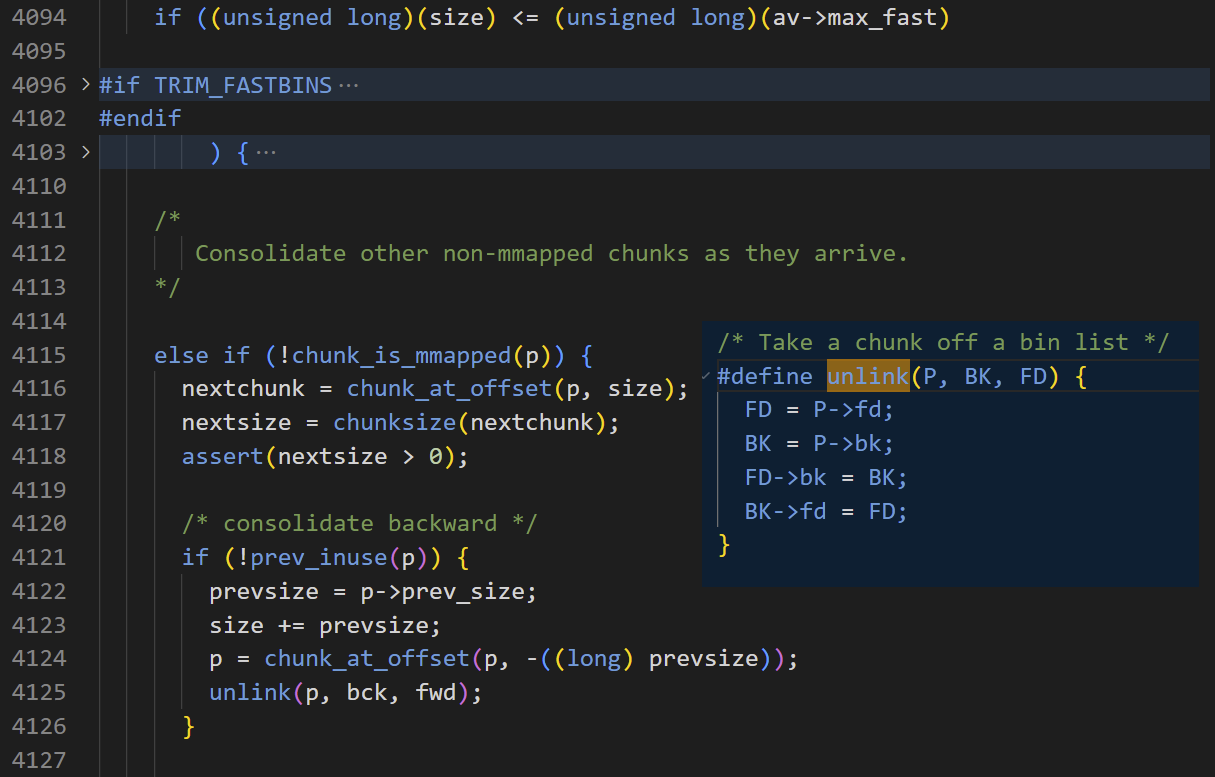 4094 if ((unsigned long)(size) <= (unsigned long)(av->max_fast)
4095
4096 > #if TRIM_FASTBINS ···
4102 #endif
4103 > ) { ···
4110
4111 /*
4112 Consolidate other non-mmapped chunks as they arrive.
4113 */
4114
4115 else if (!chunk_is_mmapped(p)) {
4116 nextchunk = chunk_at_offset(p, size);
4117 nextsize = chunksize(nextchunk);
4118 assert(nextsize > 0);
4119
4120 /* consolidate backward */
4121 if (!prev_inuse(p)) {
4122 prevsize = p->prev_size;
4123 size += prevsize;
4124 p = chunk_at_offset(p, -((long) prevsize));
4125 unlink(p, bck, fwd);
4126 }
4127
/* Take a chunk off a bin list */
#define unlink(P, BK, FD) {
FD = P->fd;
BK = P->bk;
FD->bk = BK;
BK->fd = FD;
}